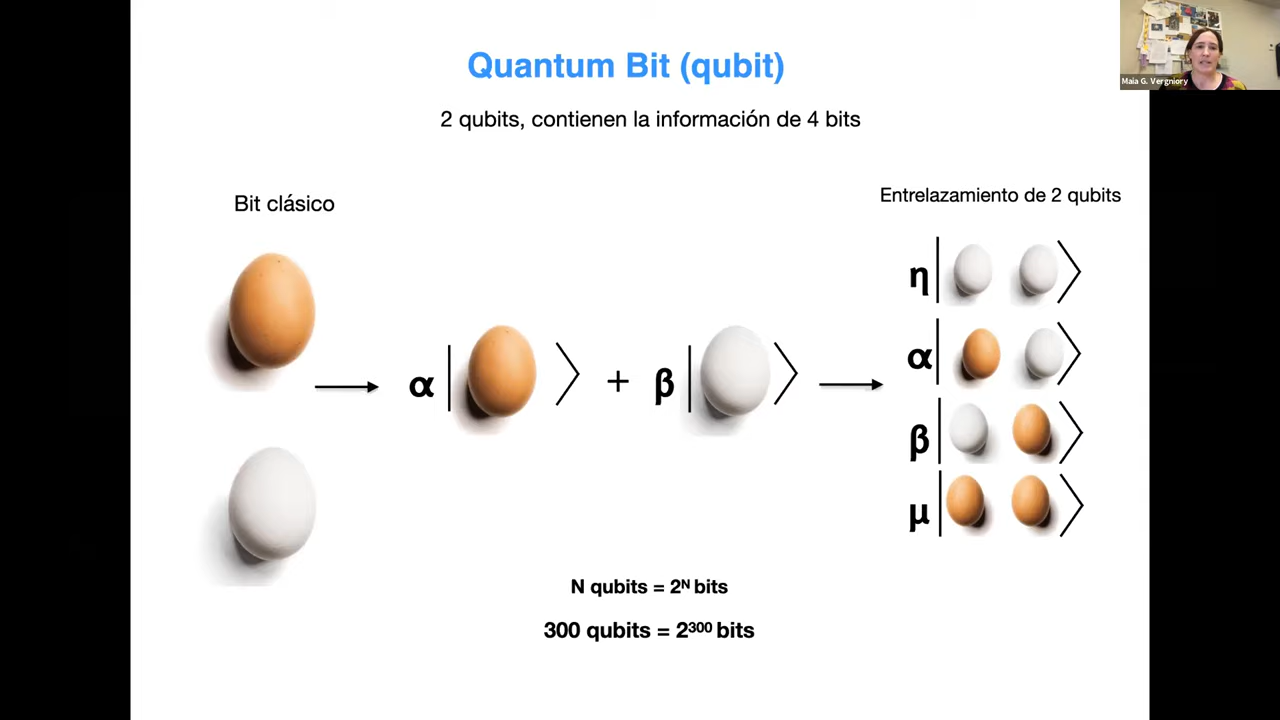 Quantum Bit (qubit)
2 qubits, contienen la información de 4 bits
Maia G. Vergniory
Bit clásico
Entrelazamiento de 2 qubits
α| ⟩ + β| ⟩
η| ⟩
α| ⟩
β| ⟩
μ| ⟩
N qubits = 2ᴺ bits
300 qubits = 2³⁰⁰ bits